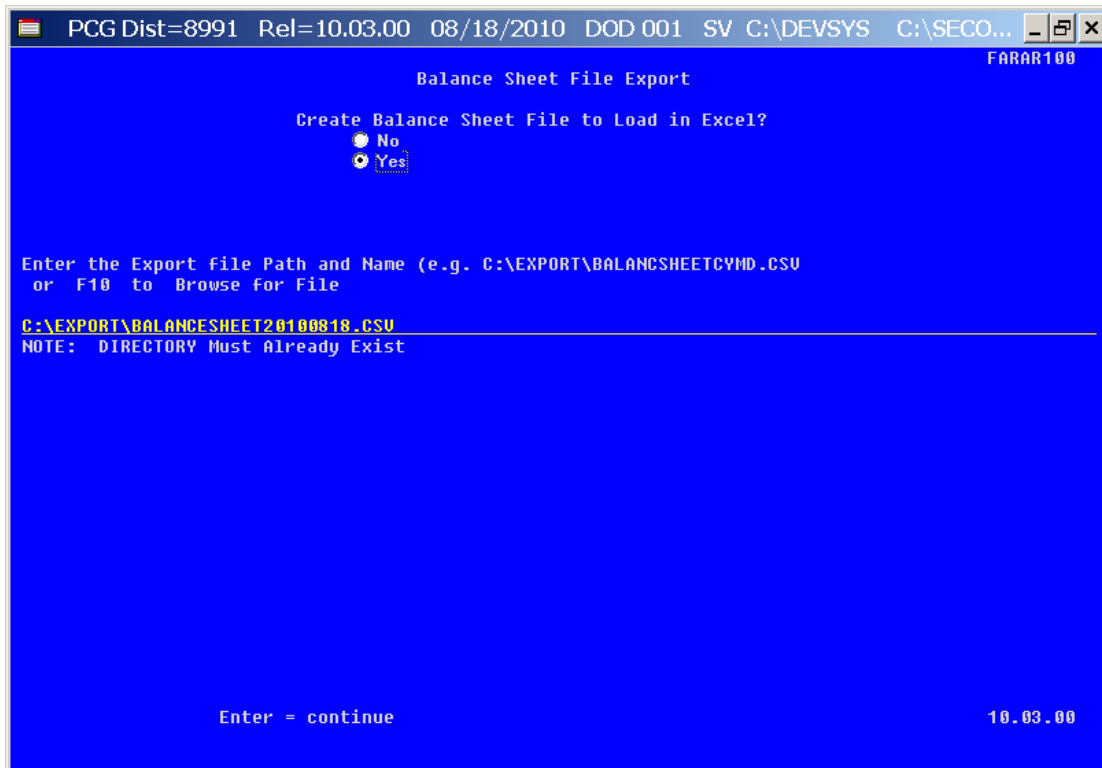 PCG Dist=8991 Rel=10.03.00 08/18/2010 DOD 001 SV C:\DEVSYS C:\SECO...
FARAR100
Balance Sheet File Export
Create Balance Sheet File to Load in Excel?
No
Yes
Enter the Export file Path and Name (e.g. C:\EXPORT\BALANCSHEETCYMD.CSV
or F10 to Browse for File
C:\EXPORT\BALANCESHEET20100818.CSV
NOTE: DIRECTORY Must Already Exist
Enter = continue
10.03.00